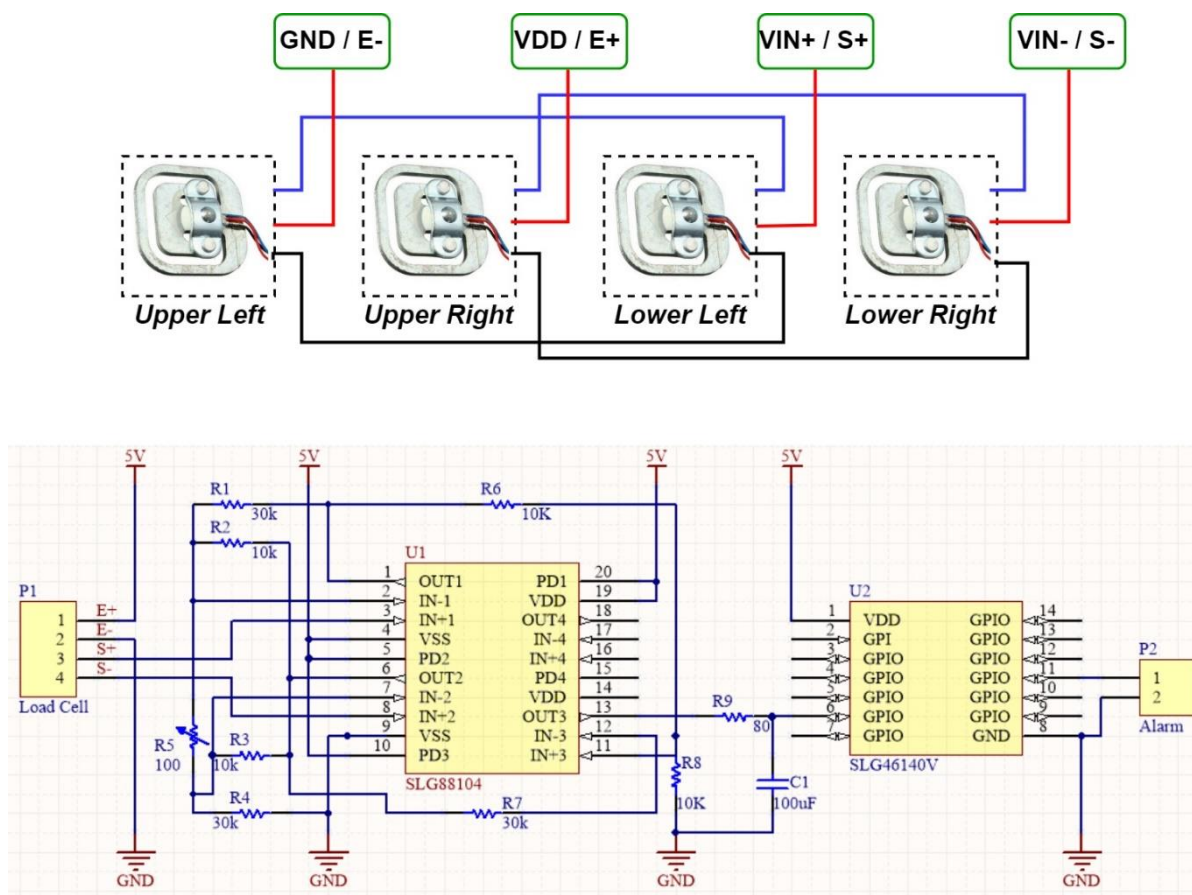 GND / E-
VDD / E+
VIN+ / S+
VIN- / S-
Upper Left
Upper Right
Lower Left
Lower Right
5V
5V
5V
5V
R1
30k
R2
10k
R6
10K
P1
1
2
3
4
E+
E-
S+
S-
Load Cell
R5
100
R3
10k
R4
30k
R7
30k
U1
1 OUT1 PD1 20
2 IN-1 VDD 19
3 IN+1 OUT4 18
4 VSS IN-4 17
5 PD2 IN+4 16
6 OUT2 PD4 15
7 IN-2 VDD 14
8 IN+2 OUT3 13
9 VSS IN-3 12
10 PD3 IN+3 11
SLG88104
R9
80
R8
10K
C1
100uF
U2
1 VDD GPIO 14
2 GPI GPIO 13
3 GPIO GPIO 12
4 GPIO GPIO 11
5 GPIO GPIO 10
6 GPIO GPIO 9
7 GPIO GND 8
SLG46140V
P2
1
2
Alarm
GND
GND
GND
GND